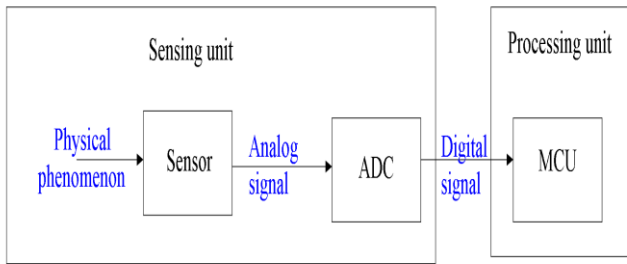 Sensing unit
Processing unit
Physical
phenomenon
Sensor
Analog
signal
ADC
Digital
signal
MCU